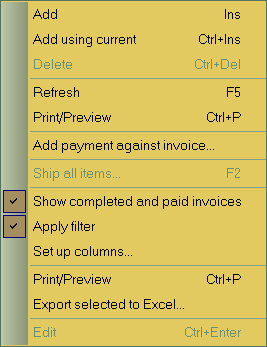 Add Ins
Add using current Ctrl+Ins
Delete Ctrl+Del
Refresh F5
Print/Preview Ctrl+P
Add payment against invoice...
Ship all items... F2
Show completed and paid invoices
Apply filter
Set up columns...
Print/Preview Ctrl+P
Export selected to Excel...
Edit Ctrl+Enter